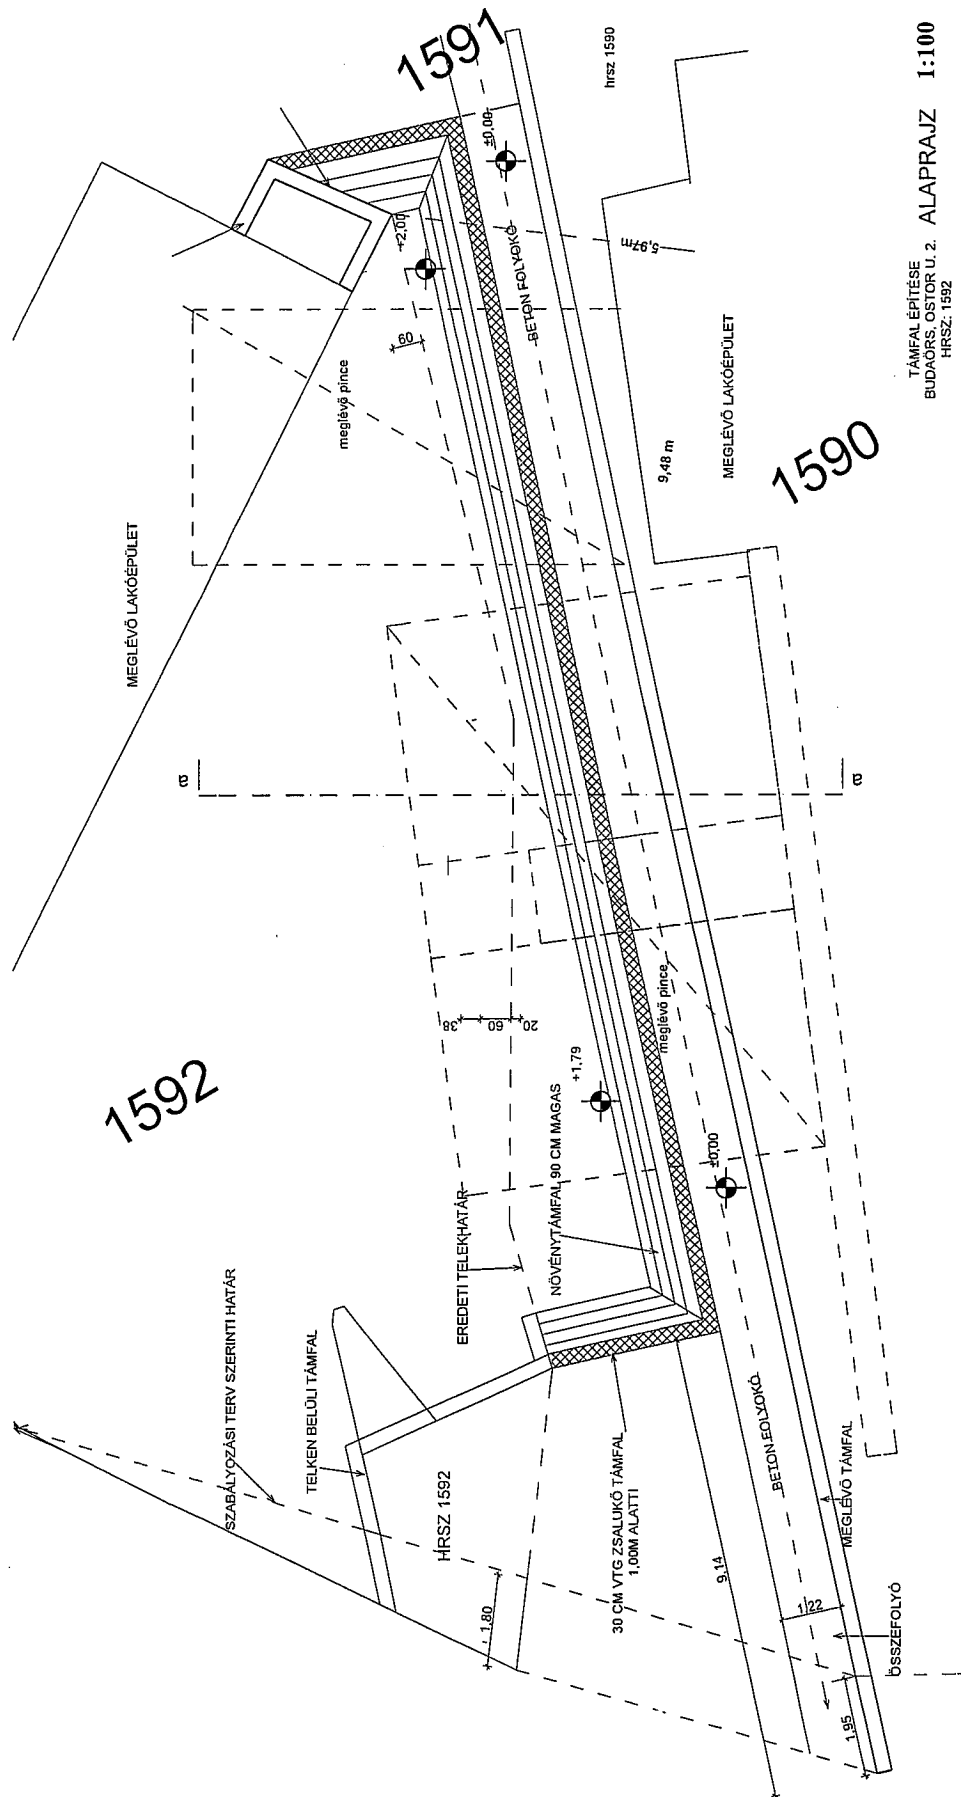 1591
hrsz 1590
±0,00
+2,00
5,97m
BETON FOLYOKÓ
60
meglévő pince
MEGLÉVŐ LAKÓÉPÜLET
9,48 m
MEGLÉVŐ LAKÓÉPÜLET
1590
TÁMFAL ÉPÍTÉSE
BUDAÖRS, OSTOR U. 2.
HRSZ: 1592
ALAPRAJZ
1:100
a
a
38
60
20
meglévő pince
+1,79
1592
±0,00
EREDETI TELEKHATÁR
NÖVÉNYTÁMFAL 90 CM MAGAS
SZABÁLYOZÁSI TERV SZERINTI HATÁR
TELKEN BELÜLI TÁMFAL
HRSZ 1592
30 CM VTG ZSALUKŐ TÁMFAL
1,00M ALATTI
BETON FOLYOKÓ
MEGLÉVŐ TÁMFAL
9,14
1,80
1,22
ÖSSZEFOLYÓ
1,95